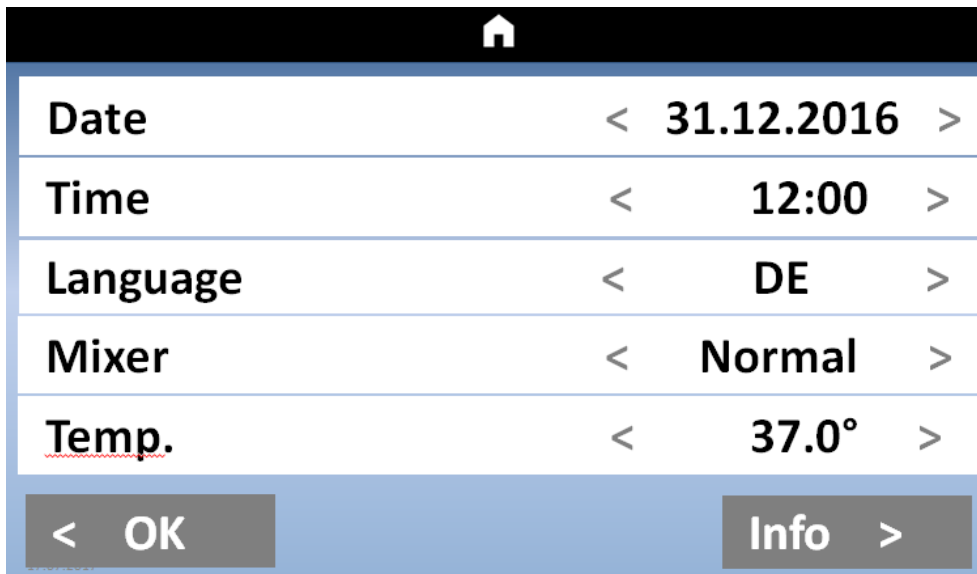 Date < 31.12.2016 >
Time < 12:00 >
Language < DE >
Mixer < Normal >
Temp. < 37.0° >
< OK Info >